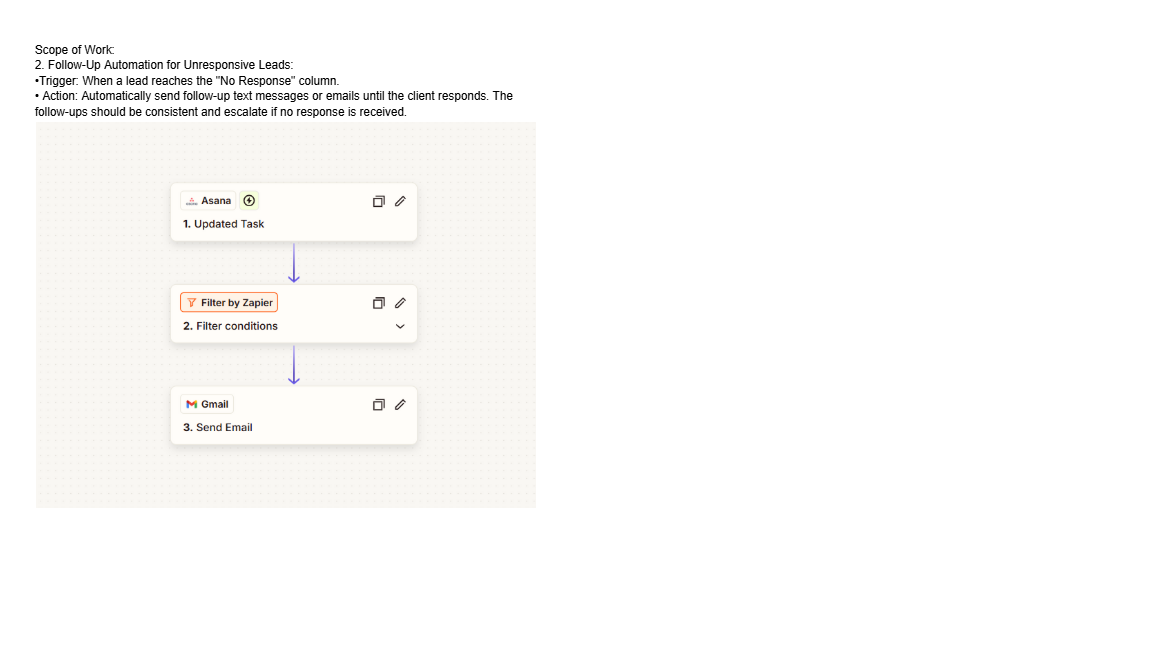 Scope of Work:
2. Follow-Up Automation for Unresponsive Leads:
•Trigger: When a lead reaches the "No Response" column.
• Action: Automatically send follow-up text messages or emails until the client responds. The
follow-ups should be consistent and escalate if no response is received.
Asana
1. Updated Task
Filter by Zapier
2. Filter conditions
Gmail
3. Send Email